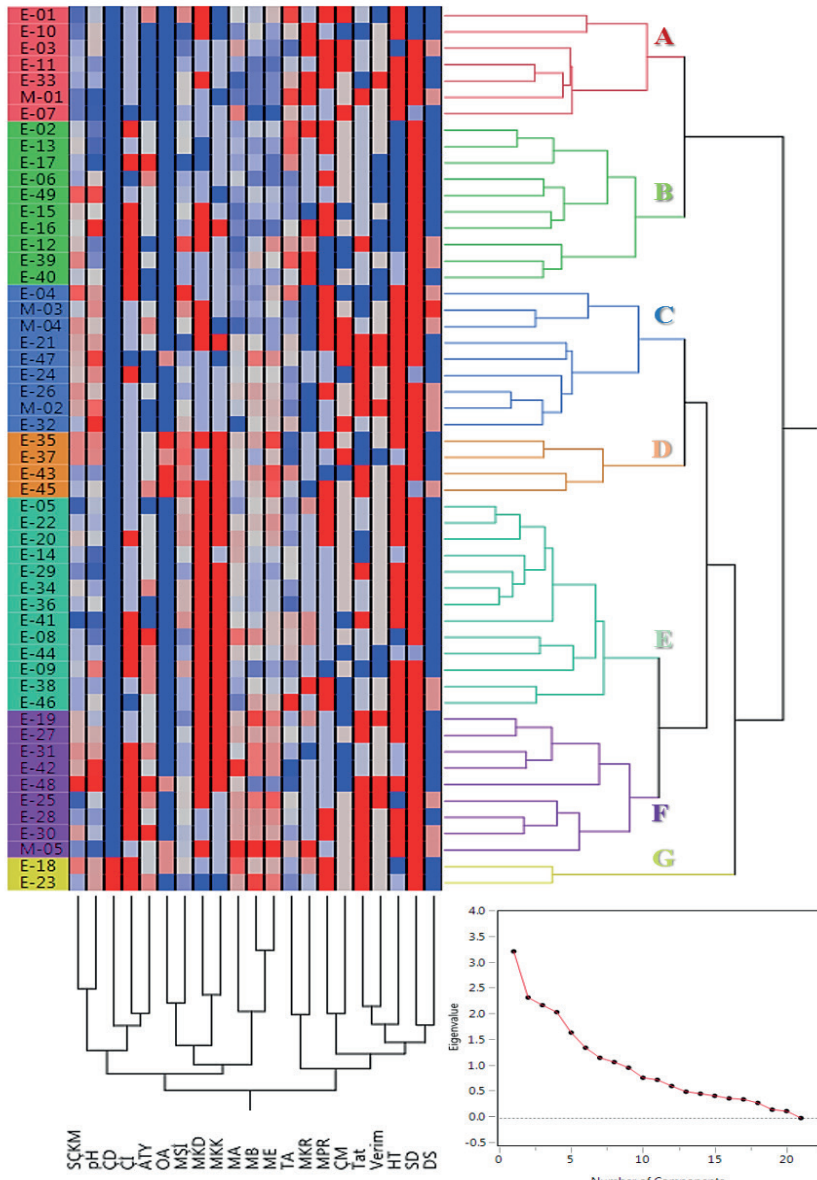 E-01
E-10
E-03
E-11
E-33
M-01
E-07
E-02
E-13
E-17
E-06
E-49
E-15
E-16
E-12
E-39
E-40
E-04
M-03
M-04
E-21
E-47
E-24
E-26
M-02
E-32
E-35
E-37
E-43
E-45
E-05
E-22
E-20
E-14
E-29
E-34
E-36
E-41
E-08
E-44
E-09
E-38
E-46
E-19
E-27
E-31
E-42
E-48
E-25
E-28
E-30
M-05
E-18
E-23
A
B
C
D
E
F
G
SÇKM
pH
ÇD
Çİ
ATY
OA
MŞİ
MKD
MKK
MA
MB
ME
TA
MKR
MPR
ÇM
Tat
Verim
HT
SD
DS
4.0
3.5
3.0
2.5
2.0
1.5
1.0
0.5
0.0
-0.5
Eigenvalue
0 5 10 15 20
Number of Components